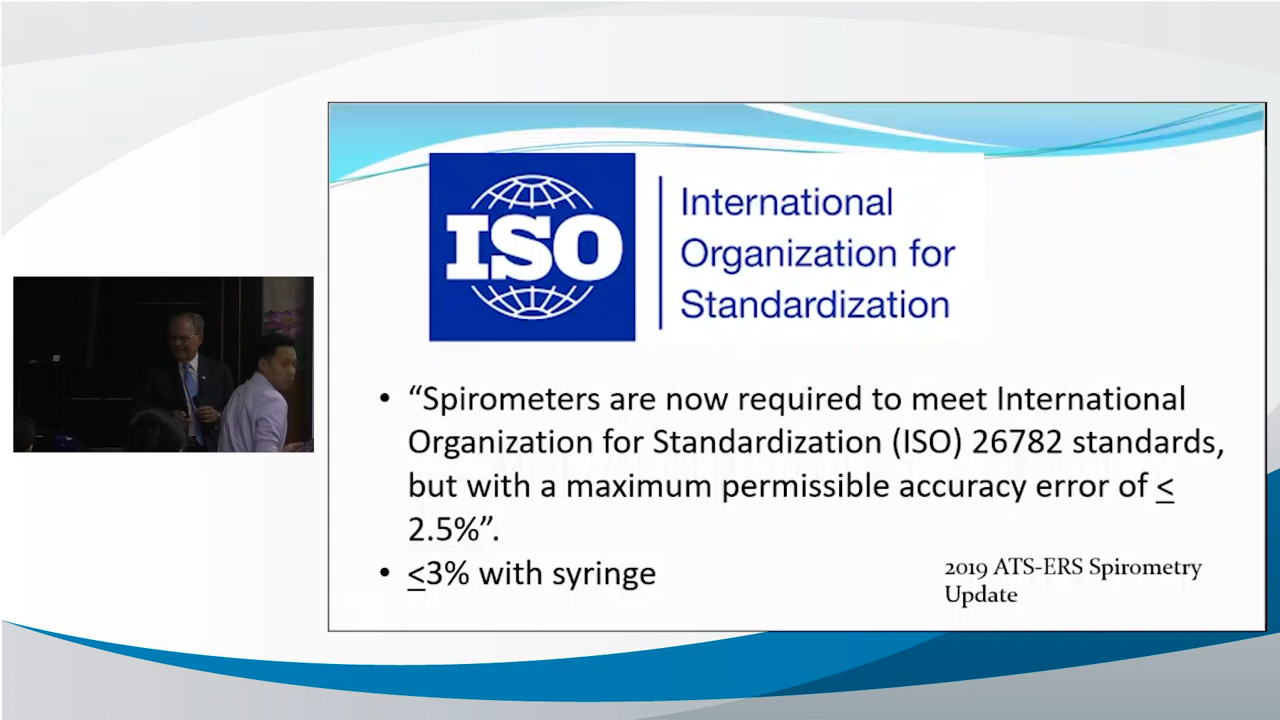 ISO
International
Organization for
Standardization
• “Spirometers are now required to meet International
Organization for Standardization (ISO) 26782 standards,
but with a maximum permissible accuracy error of ≤
2.5%”.
• ≤3% with syringe
2019 ATS-ERS Spirometry
Update